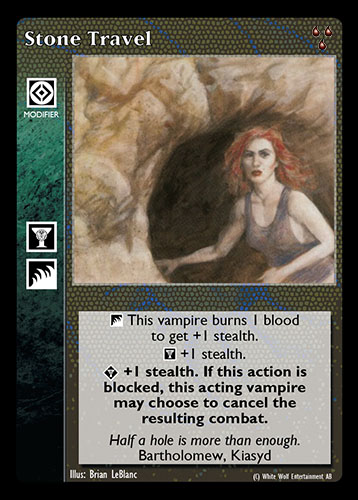 Stone Travel
MODIFIER
This vampire burns 1 blood
to get +1 stealth.
+1 stealth.
+1 stealth. If this action is
blocked, this acting vampire
may choose to cancel the
resulting combat.
Half a hole is more than enough.
Bartholomew, Kiasyd
Illus: Brian LeBlanc
(C) White Wolf Entertainment AB